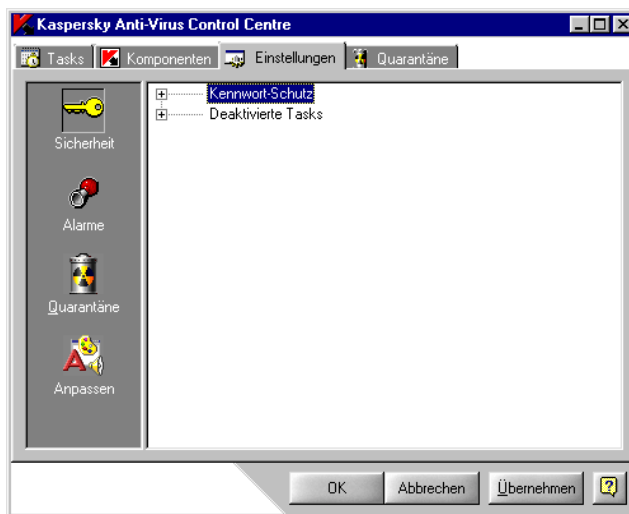 Kaspersky Anti-Virus Control Centre
Tasks Komponenten Einstellungen Quarantäne
Sicherheit
Alarme
Quarantäne
Anpassen
Kennwort-Schutz
Deaktivierte Tasks
OK Abbrechen Übernehmen